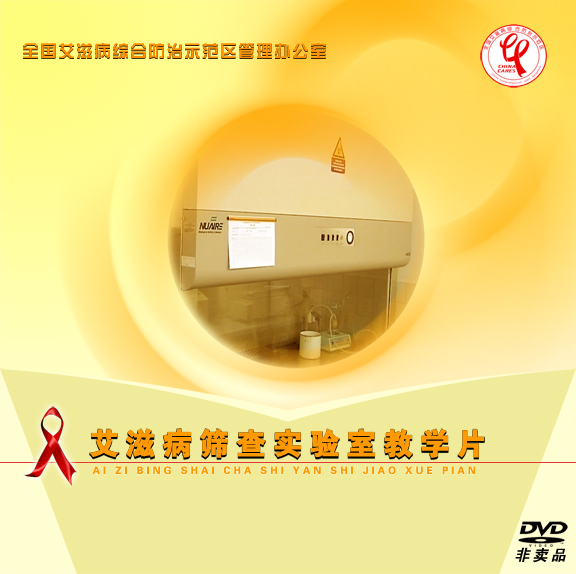 全国艾滋病综合防治示范区管理办公室
CHINA
CARES
NUAIRE
艾滋病筛查实验室教学片
AI ZI BING SHAI CHA SHI YAN SHI JIAO XUE PIAN
DVD
VIDEO
非卖品